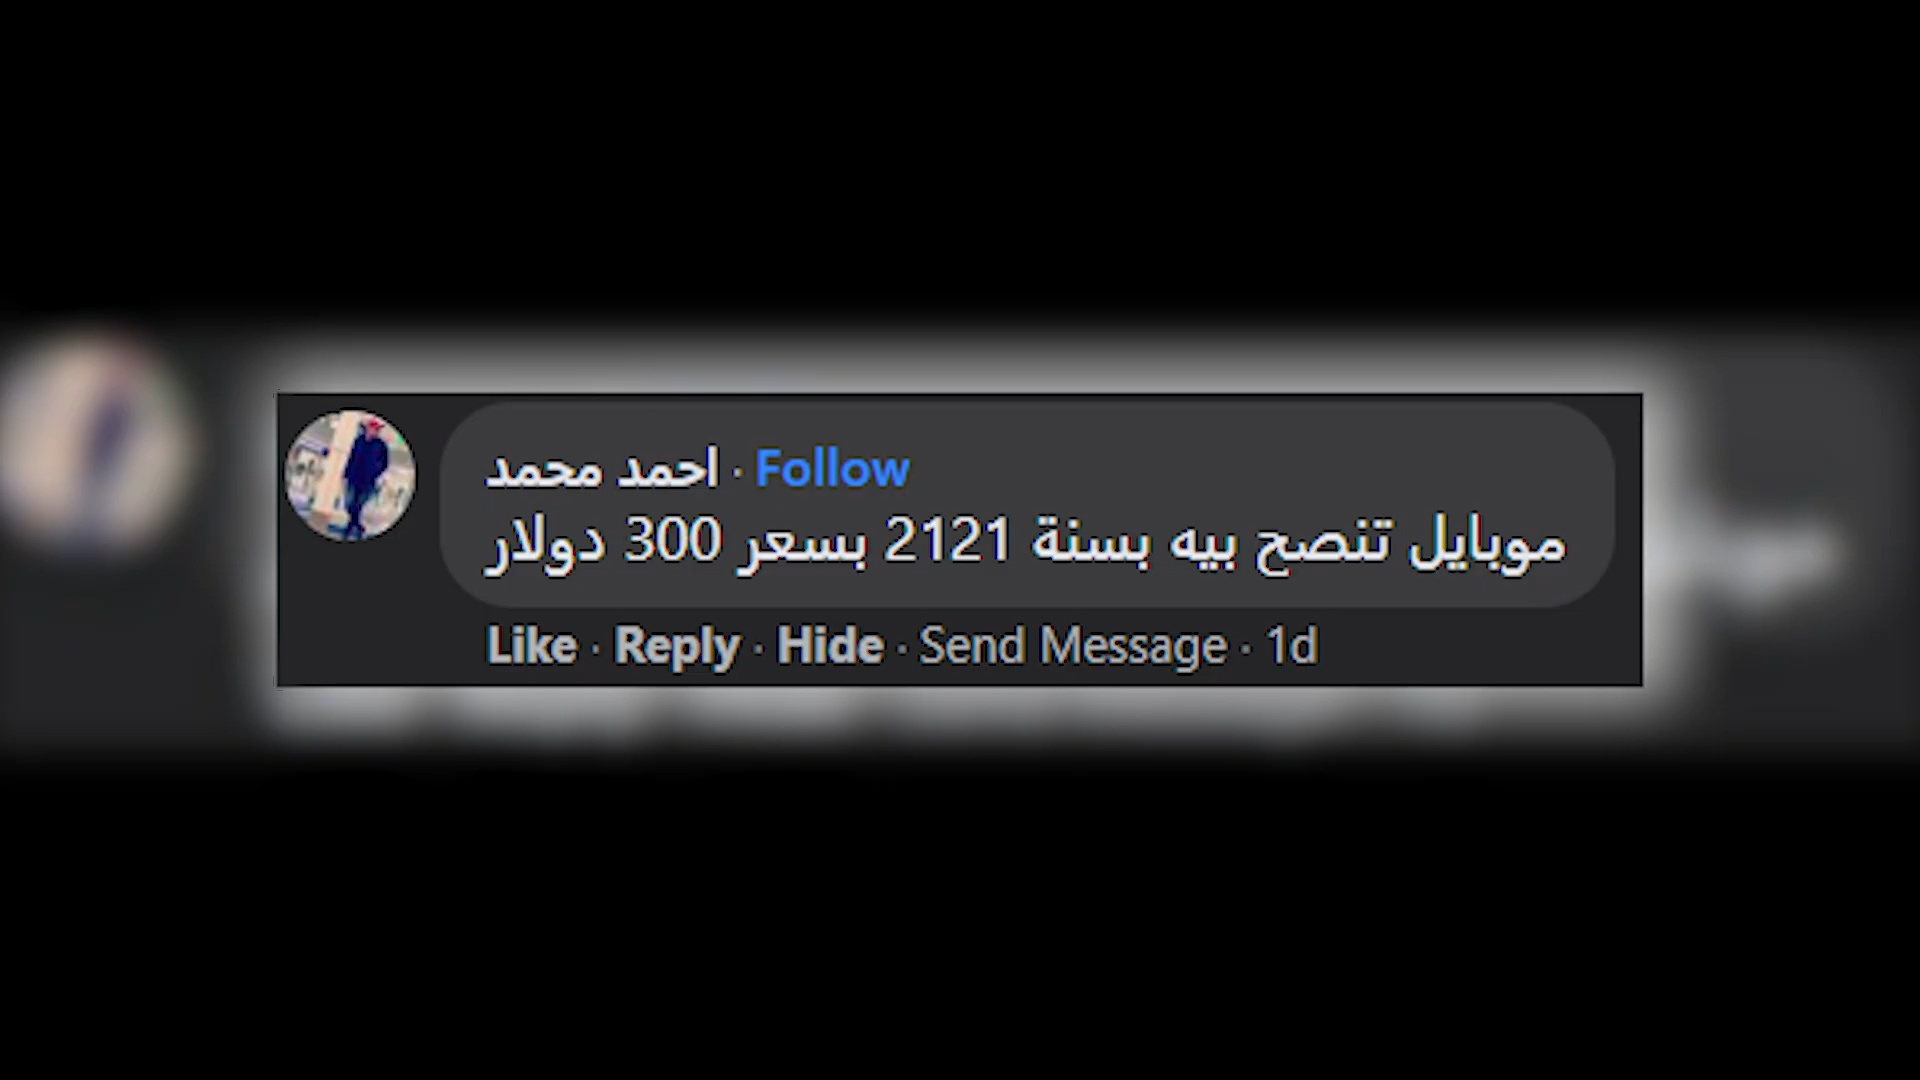 احمد محمد · Follow
موبايل تنصح بيه بسنة 2121 بسعر 300 دولار
Like · Reply · Hide · Send Message · 1d